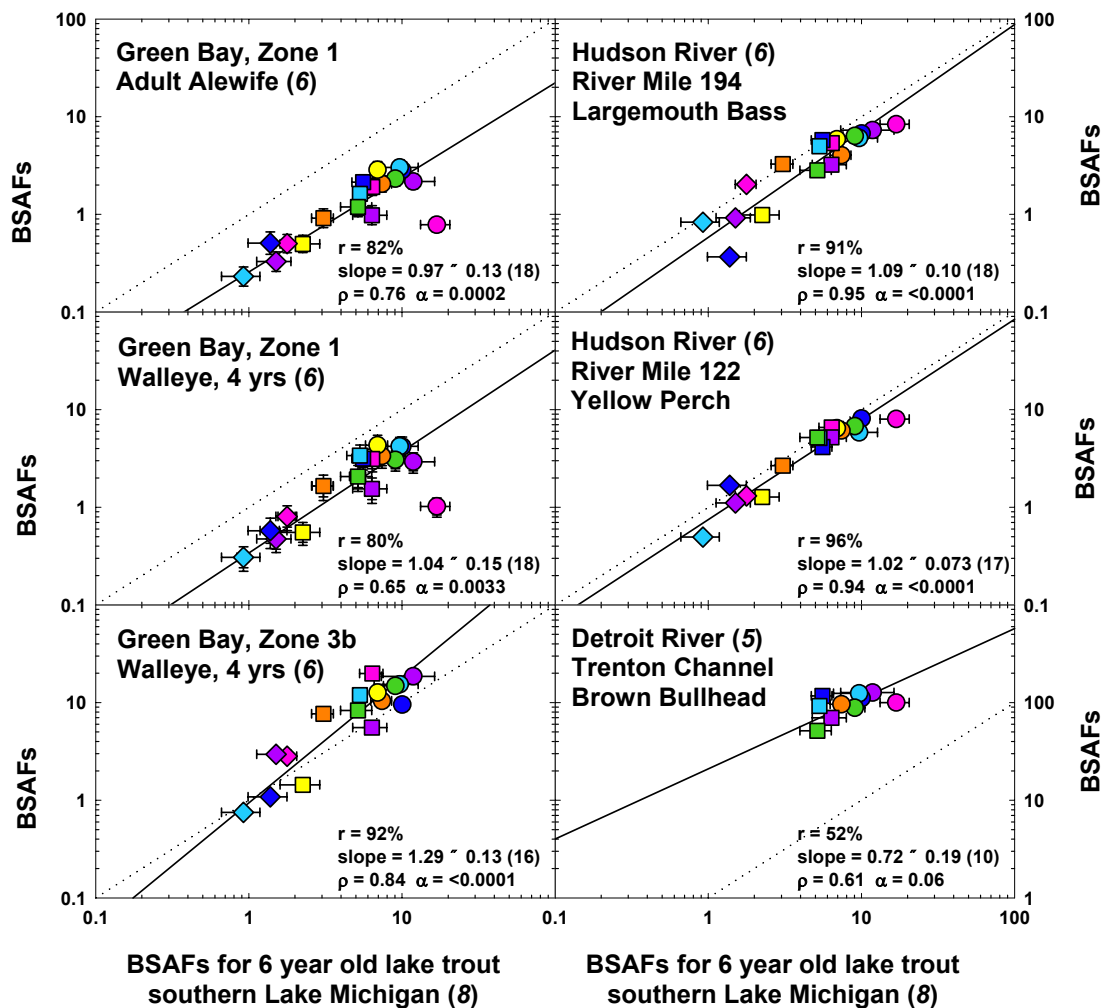 Green Bay, Zone 1
Adult Alewife (6)
r = 82%
slope = 0.97 ˝ 0.13 (18)
ρ = 0.76 α = 0.0002
BSAFs
100
10
1
0.1
Hudson River (6)
River Mile 194
Largemouth Bass
r = 91%
slope = 1.09 ˝ 0.10 (18)
ρ = 0.95 α = <0.0001
100
10
1
0.1
BSAFs
Green Bay, Zone 1
Walleye, 4 yrs (6)
r = 80%
slope = 1.04 ˝ 0.15 (18)
ρ = 0.65 α = 0.0033
BSAFs
10
1
0.1
Hudson River (6)
River Mile 122
Yellow Perch
r = 96%
slope = 1.02 ˝ 0.073 (17)
ρ = 0.94 α = <0.0001
10
1
0.1
BSAFs
Green Bay, Zone 3b
Walleye, 4 yrs (6)
r = 92%
slope = 1.29 ˝ 0.13 (16)
ρ = 0.84 α = <0.0001
BSAFs
10
1
0.1
Detroit River (5)
Trenton Channel
Brown Bullhead
r = 52%
slope = 0.72 ˝ 0.19 (10)
ρ = 0.61 α = 0.06
100
10
1
BSAFs
0.1 1 10
0.1 1 10 100
BSAFs for 6 year old lake trout
southern Lake Michigan (8)
BSAFs for 6 year old lake trout
southern Lake Michigan (8)